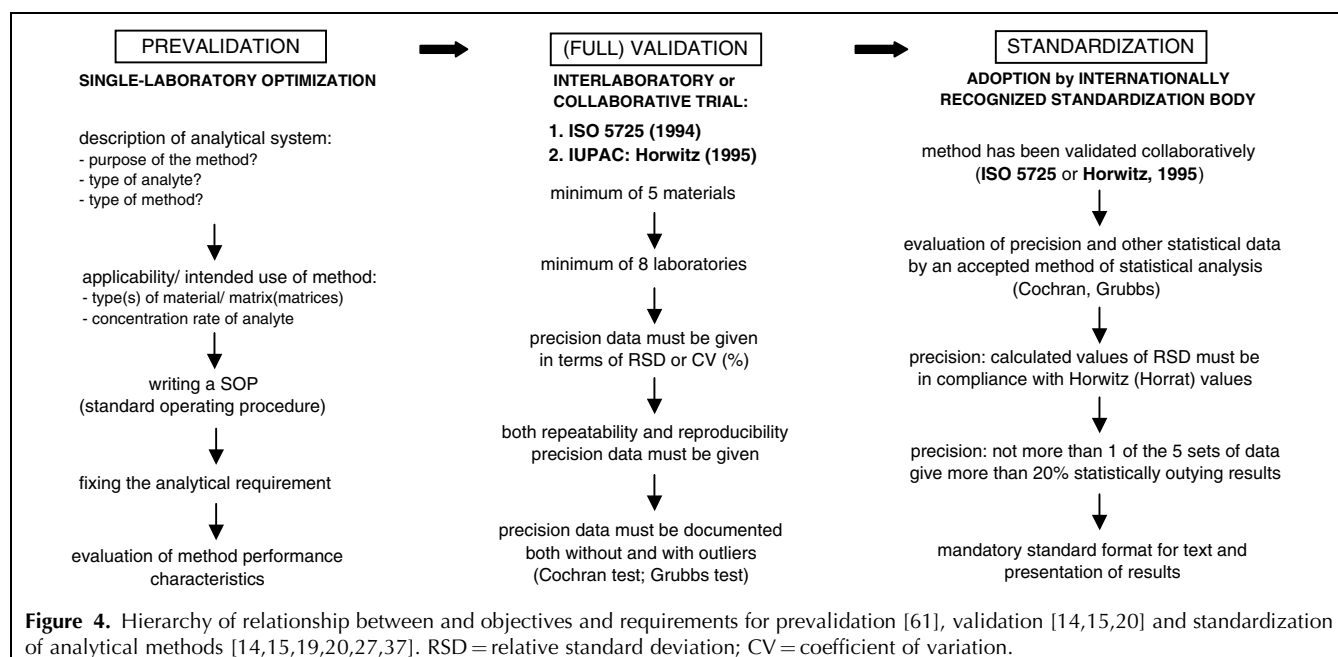 PREVALIDATION
SINGLE-LABORATORY OPTIMIZATION
description of analytical system:
- purpose of the method?
- type of analyte?
- type of method?
applicability/ intended use of method:
- type(s) of material/ matrix(matrices)
- concentration rate of analyte
writing a SOP
(standard operating procedure)
fixing the analytical requirement
evaluation of method performance
characteristics
(FULL) VALIDATION
INTERLABORATORY or
COLLABORATIVE TRIAL:
1. ISO 5725 (1994)
2. IUPAC: Horwitz (1995)
minimum of 5 materials
minimum of 8 laboratories
precision data must be given
in terms of RSD or CV (%)
both repeatability and reproducibility
precision data must be given
precision data must be documented
both without and with outliers
(Cochran test; Grubbs test)
STANDARDIZATION
ADOPTION by INTERNATIONALLY
RECOGNIZED STANDARDIZATION BODY
method has been validated collaboratively
(ISO 5725 or Horwitz, 1995)
evaluation of precision and other statistical data
by an accepted method of statistical analysis
(Cochran, Grubbs)
precision: calculated values of RSD must be
in compliance with Horwitz (Horrat) values
precision: not more than 1 of the 5 sets of data
give more than 20% statistically outying results
mandatory standard format for text and
presentation of results
Figure 4. Hierarchy of relationship between and objectives and requirements for prevalidation [61], validation [14,15,20] and standardization
of analytical methods [14,15,19,20,27,37]. RSD = relative standard deviation; CV = coefficient of variation.